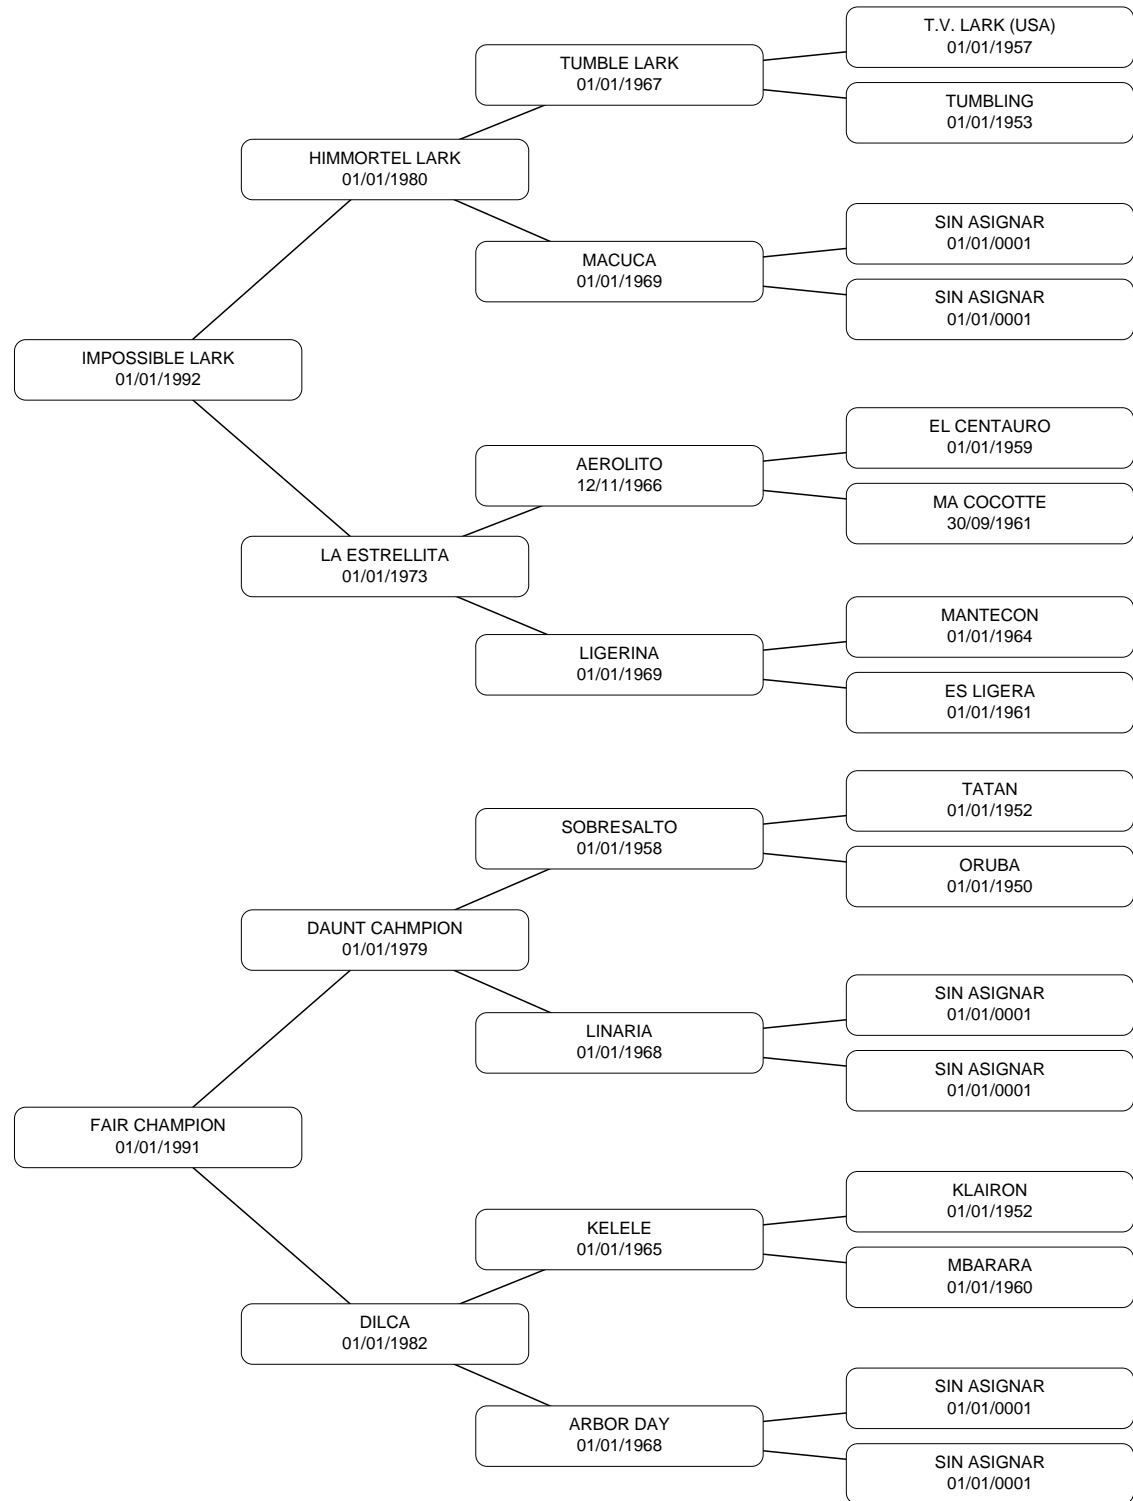 T.V. LARK (USA)
01/01/1957
TUMBLE LARK
01/01/1967
TUMBLING
01/01/1953
HIMMORTEL LARK
01/01/1980
SIN ASIGNAR
01/01/0001
MACUCA
01/01/1969
SIN ASIGNAR
01/01/0001
IMPOSSIBLE LARK
01/01/1992
EL CENTAURO
01/01/1959
AEROLITO
12/11/1966
MA COCOTTE
30/09/1961
LA ESTRELLITA
01/01/1973
MANTECON
01/01/1964
LIGERINA
01/01/1969
ES LIGERA
01/01/1961
TATAN
01/01/1952
SOBRESALTO
01/01/1958
ORUBA
01/01/1950
DAUNT CAHMPION
01/01/1979
SIN ASIGNAR
01/01/0001
LINARIA
01/01/1968
SIN ASIGNAR
01/01/0001
FAIR CHAMPION
01/01/1991
KLAIRON
01/01/1952
KELELE
01/01/1965
MBARARA
01/01/1960
DILCA
01/01/1982
SIN ASIGNAR
01/01/0001
ARBOR DAY
01/01/1968
SIN ASIGNAR
01/01/0001